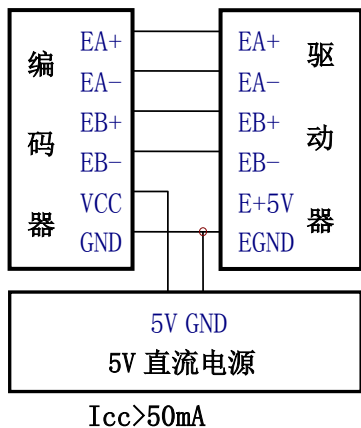 编码器
EA+
EA-
EB+
EB-
VCC
GND
EA+
EA-
EB+
EB-
E+5V
EGND
驱动器
5V GND
5V 直流电源
Icc>50mA